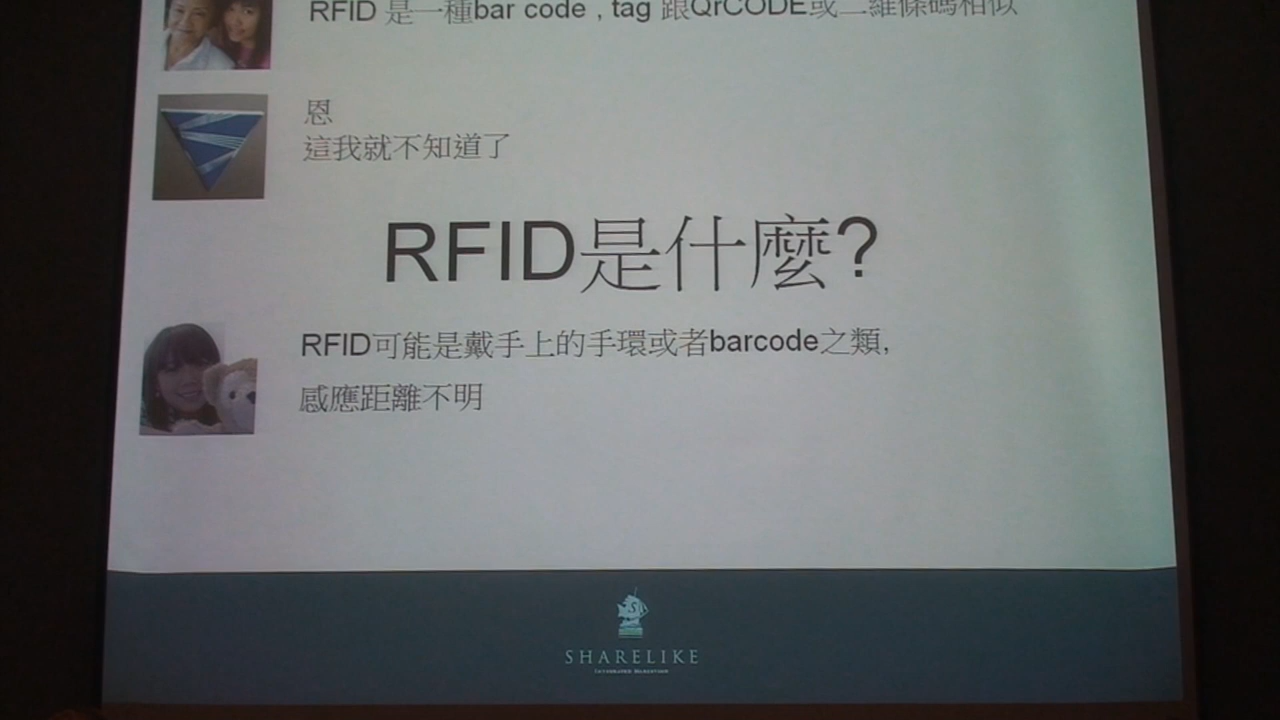 RFID 是一種bar code , tag 跟QrCODE或二維條碼相似
恩
這我就不知道了
RFID是什麼?
RFID可能是戴手上的手環或者barcode之類,
感應距離不明
SHARELIKE